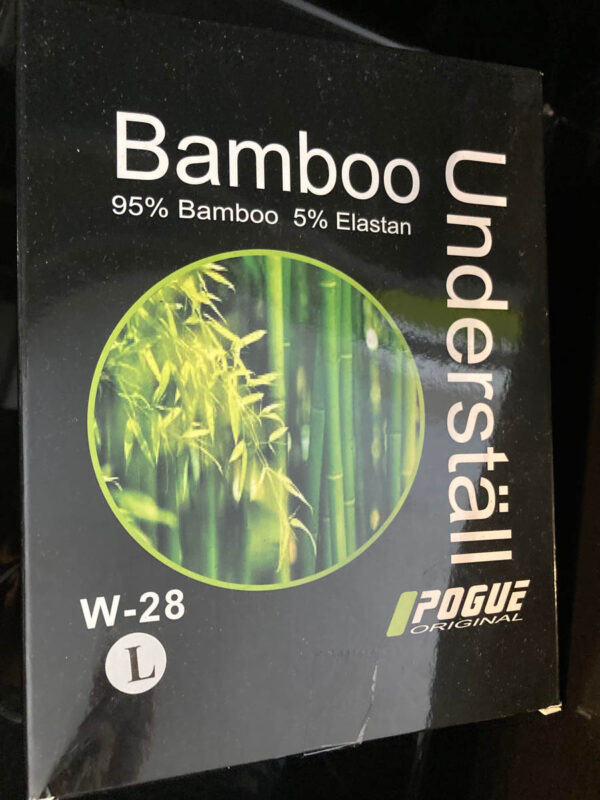 Bamboo
95% Bamboo 5% Elastan
Underställ
W-28
L
POGUE
ORIGINAL